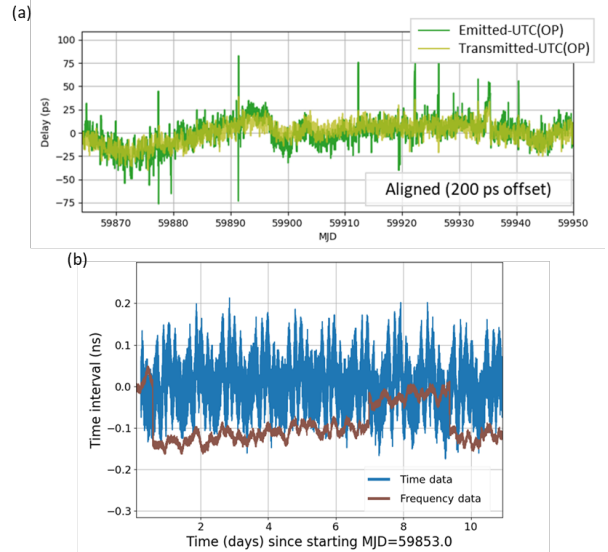 (a)
Emitted-UTC(OP)
Transmitted-UTC(OP)
100
75
50
25
0
−25
−50
−75
Delay (ps)
Aligned (200 ps offset)
59870 59880 59890 59900 59910 59920 59930 59940 59950
MJD
(b)
0.2
0.1
0.0
−0.1
−0.2
−0.3
Time interval (ns)
Time data
Frequency data
2 4 6 8 10
Time (days) since starting MJD=59853.0